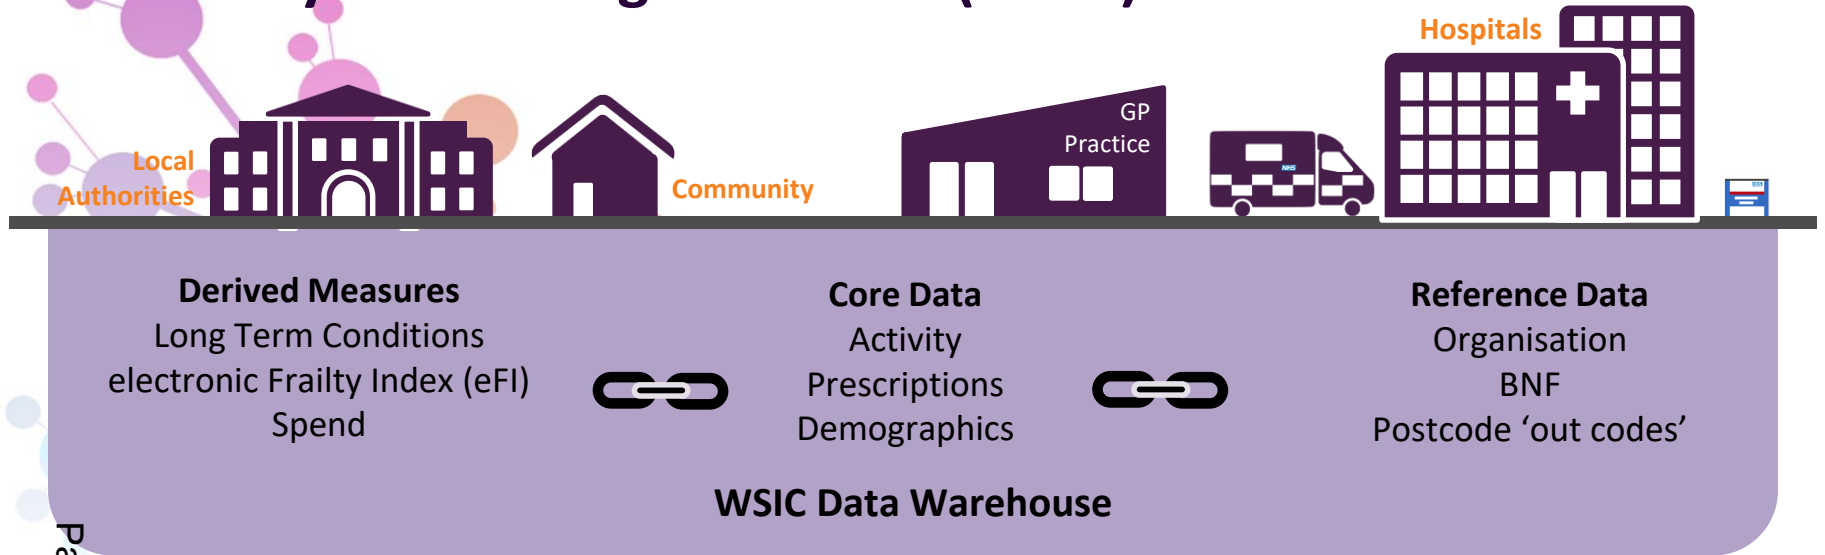 Hospitals
GP
Practice
NHS
Local
Authorities
Community
Derived Measures
Long Term Conditions
electronic Frailty Index (eFI)
Spend
Core Data
Activity
Prescriptions
Demographics
Reference Data
Organisation
BNF
Postcode ‘out codes’
WSIC Data Warehouse